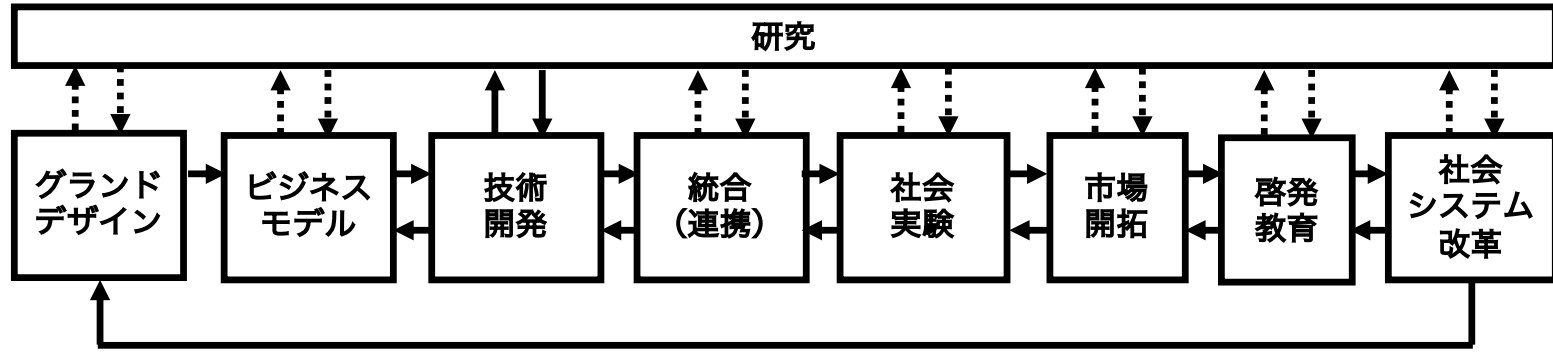 研究
グランド
デザイン
ビジネス
モデル
技術
開発
統合
（連携）
社会
実験
市場
開拓
啓発
教育
社会
システム
改革